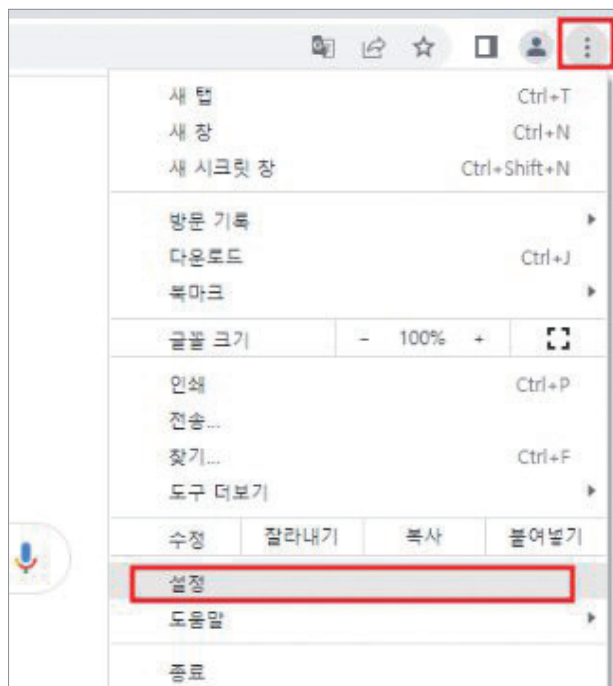 새 탭 Ctrl+T
새 창 Ctrl+N
새 시크릿 창 Ctrl+Shift+N
방문 기록
다운로드 Ctrl+J
북마크
글꼴 크기 - 100% +
인쇄 Ctrl+P
전송...
찾기... Ctrl+F
도구 더보기
수정 잘라내기 복사 붙여넣기
설정
도움말
종료